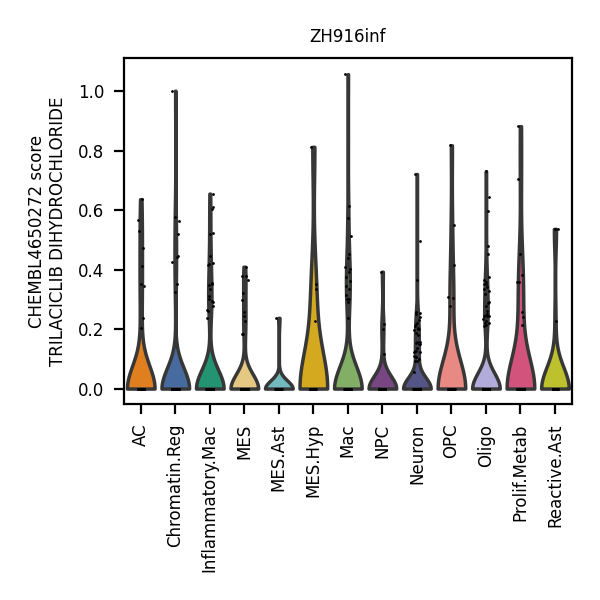 ZH916inf
CHEMBL4650272 score
TRILACICLIB DIHYDROCHLORIDE
1.0
0.8
0.6
0.4
0.2
0.0
AC
Chromatin.Reg
Inflammatory.Mac
MES
MES.Ast
MES.Hyp
Mac
NPC
Neuron
OPC
Oligo
Prolif.Metab
Reactive.Ast